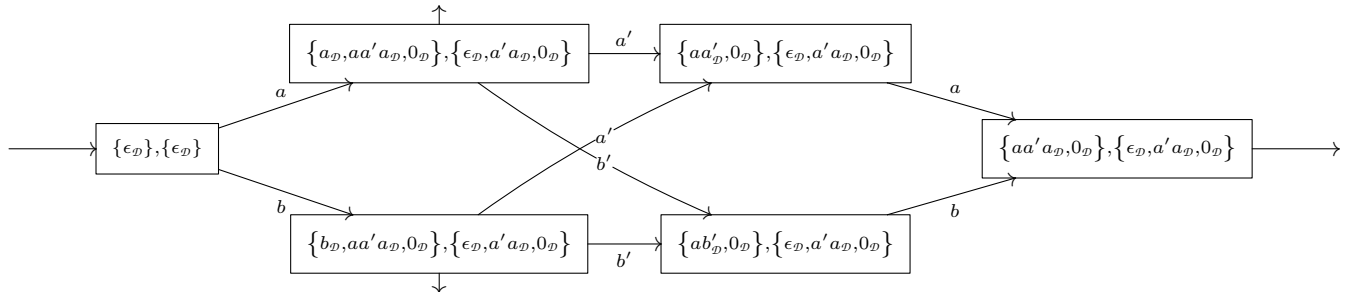 {a_𝒟,aa′a_𝒟,0_𝒟},{ϵ_𝒟,a′a_𝒟,0_𝒟}
a′
{aa′_𝒟,0_𝒟},{ϵ_𝒟,a′a_𝒟,0_𝒟}
a
a
{ϵ_𝒟},{ϵ_𝒟}
a′
b′
{aa′a_𝒟,0_𝒟},{ϵ_𝒟,a′a_𝒟,0_𝒟}
b
b
{b_𝒟,aa′a_𝒟,0_𝒟},{ϵ_𝒟,a′a_𝒟,0_𝒟}
b′
{ab′_𝒟,0_𝒟},{ϵ_𝒟,a′a_𝒟,0_𝒟}